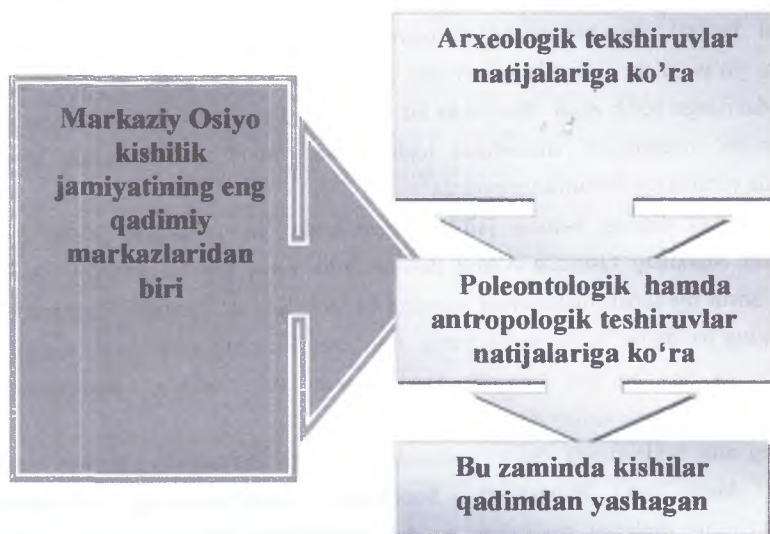 Markaziy Osiyo
kishilik
jamiyatining eng
qadimiy
markazlaridan
biri
Arxeologik tekshiruvlar
natijalariga ko'ra
Poleontologik hamda
antropologik teshiruvlar
natijalariga ko‘ra
Bu zaminda kishilar
qadimdan yashagan